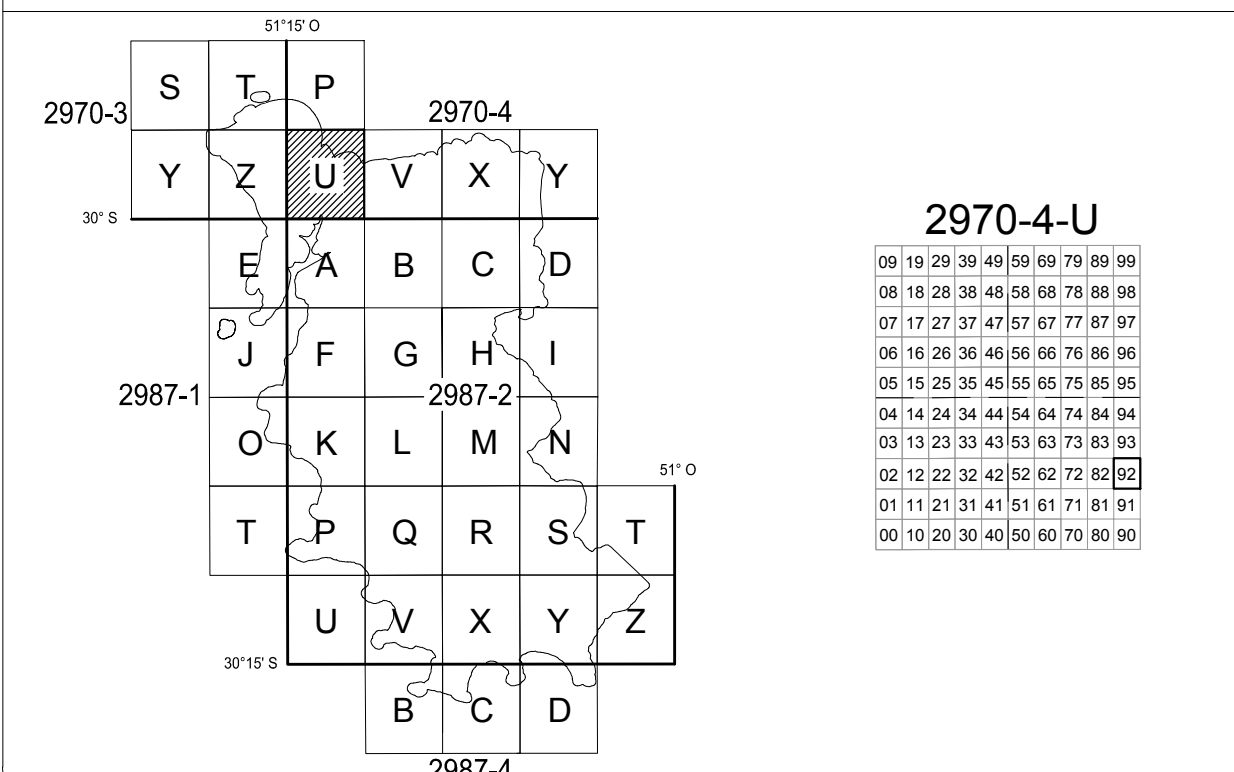 51°15' O
S T P
2970-3 2970-4
Y Z U V X Y
30° S
E A B C D
J F G H I
2987-1 2987-2
O K L M N
51° O
T P Q R S T
U V X Y Z
30°15' S
B C D
2987-4
2970-4-U
09 19 29 39 49 59 69 79 89 99
08 18 28 38 48 58 68 78 88 98
07 17 27 37 47 57 67 77 87 97
06 16 26 36 46 56 66 76 86 96
05 15 25 35 45 55 65 75 85 95
04 14 24 34 44 54 64 74 84 94
03 13 23 33 43 53 63 73 83 93
02 12 22 32 42 52 62 72 82 92
01 11 21 31 41 51 61 71 81 91
00 10 20 30 40 50 60 70 80 90